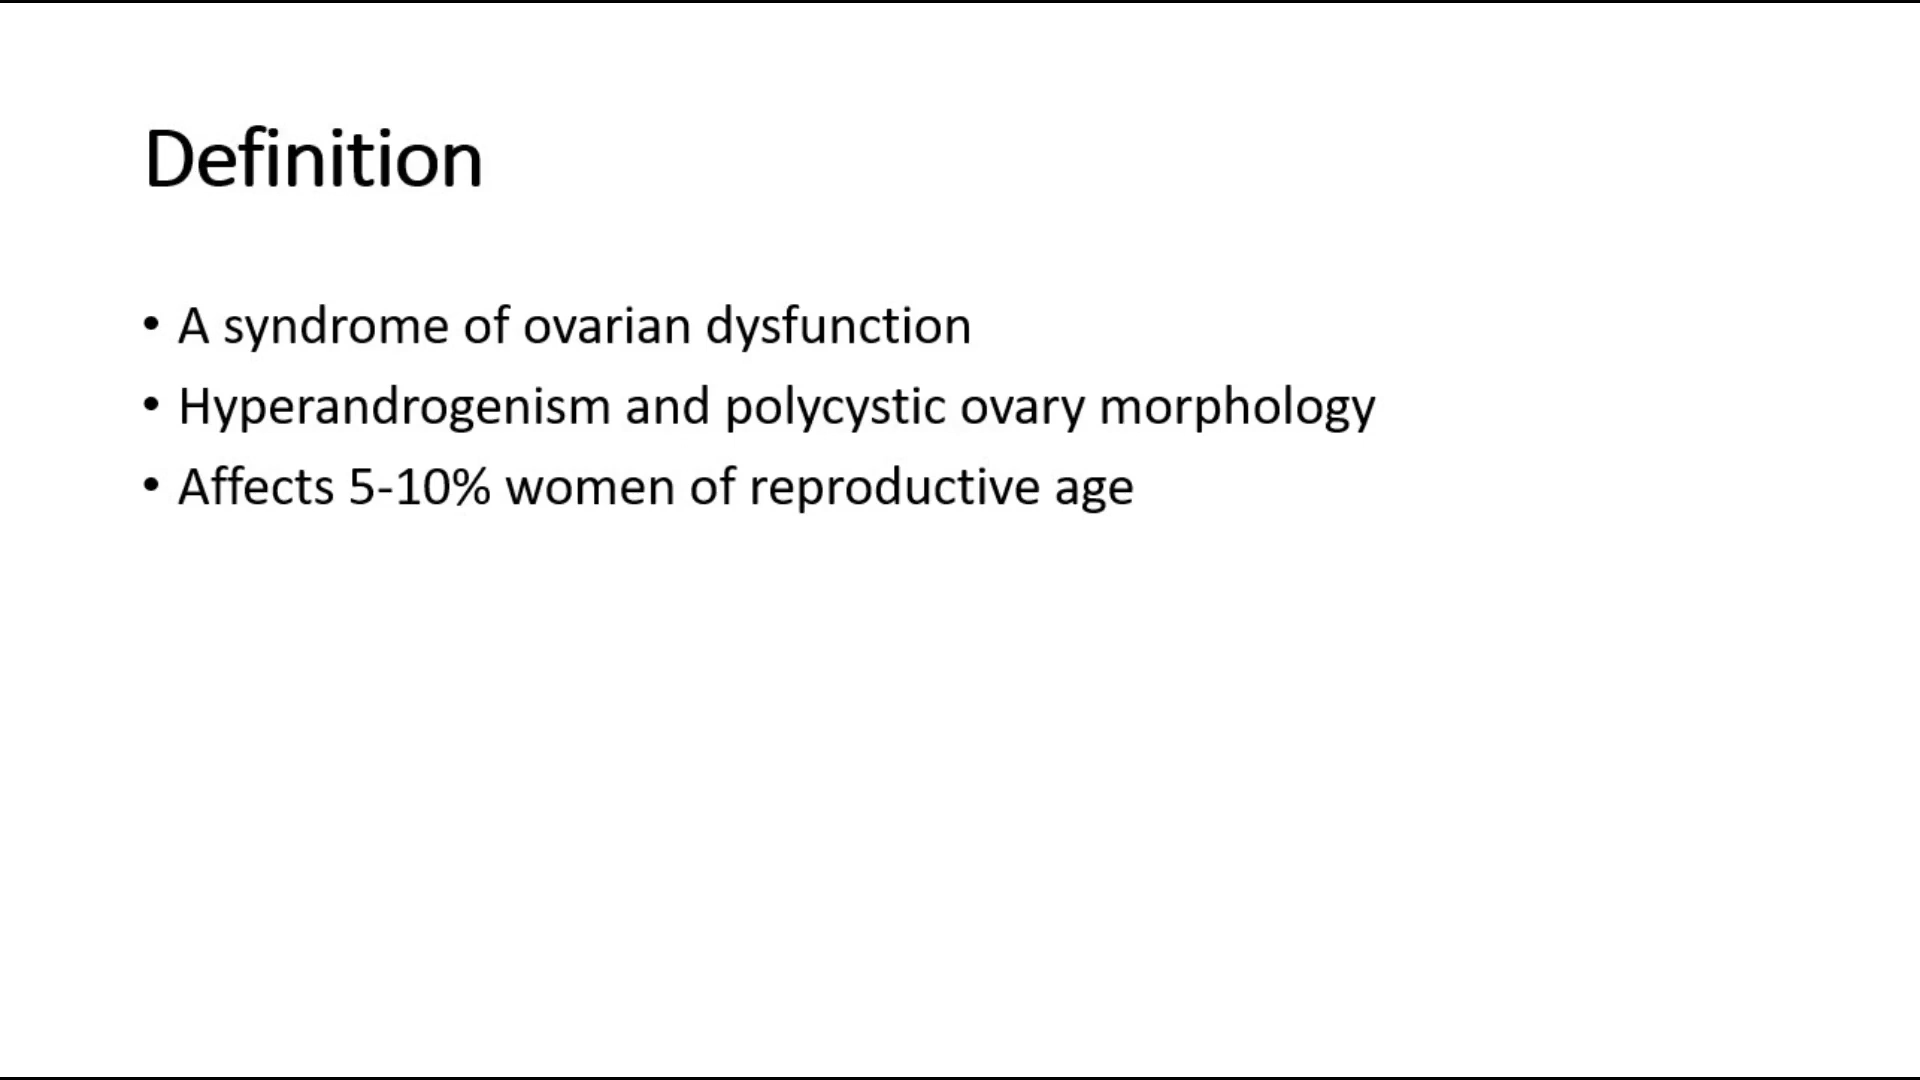 Definition
• A syndrome of ovarian dysfunction
• Hyperandrogenism and polycystic ovary morphology
• Affects 5-10% women of reproductive age